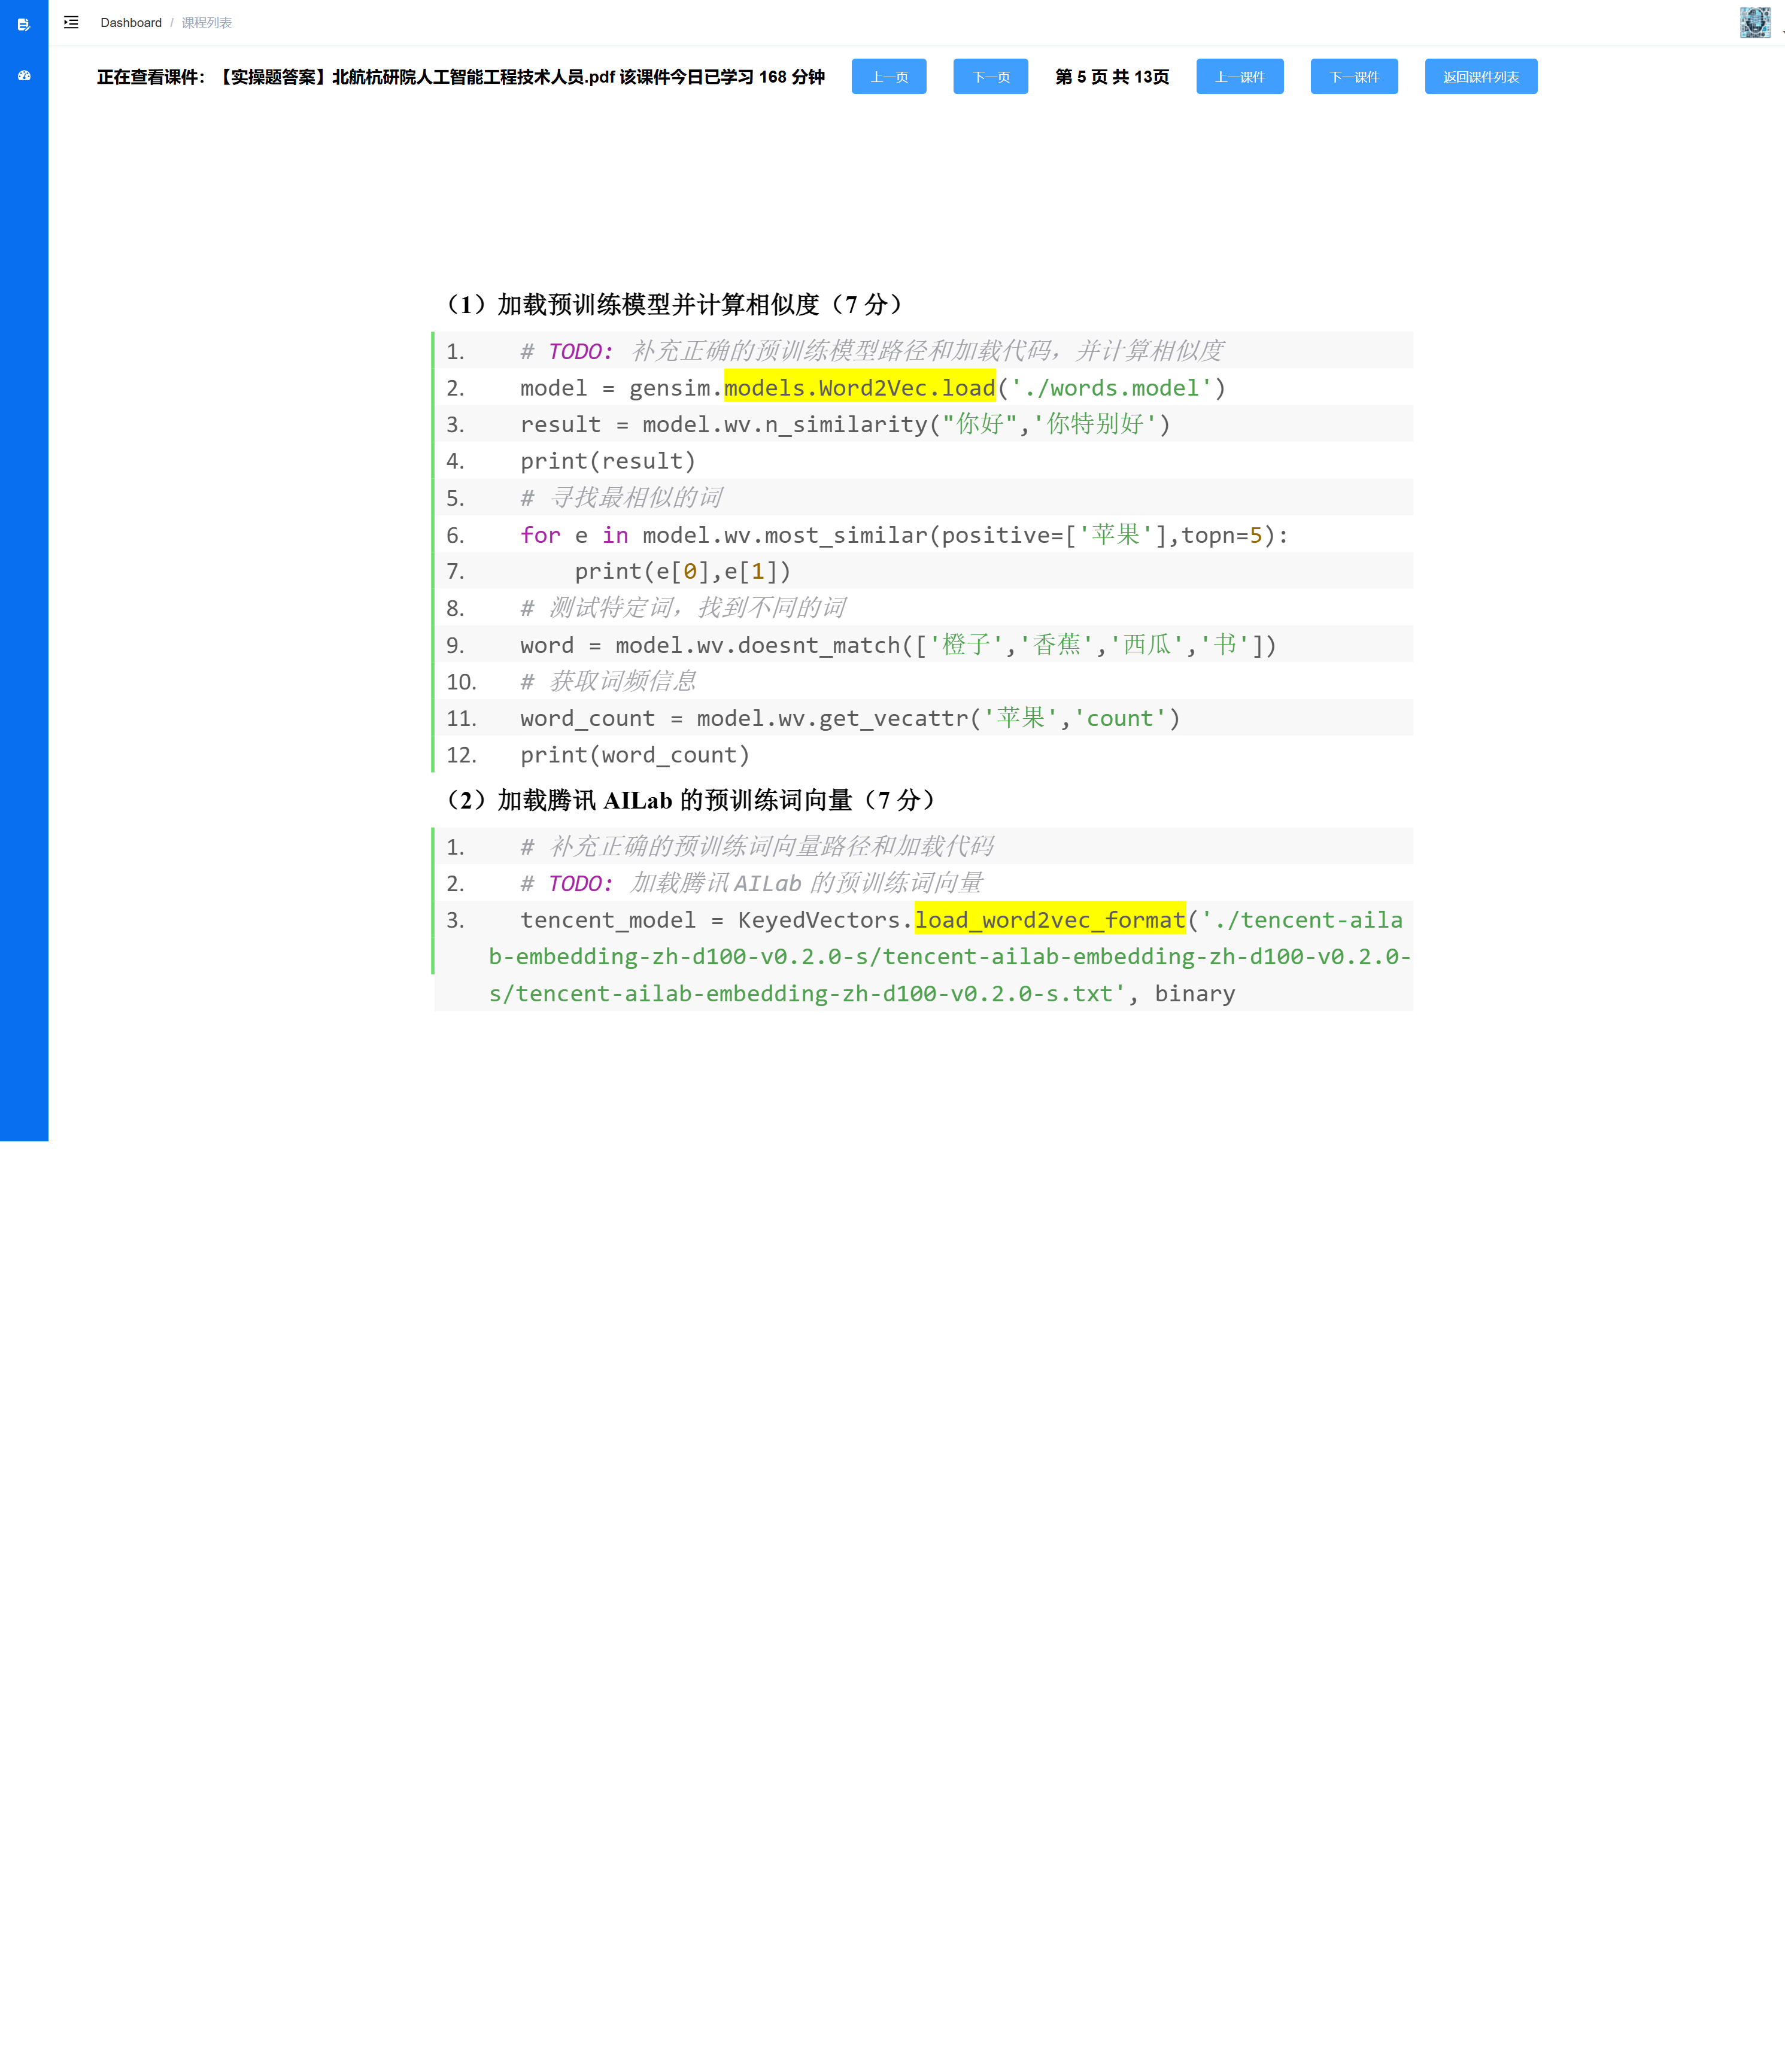 Dashboard / 课程列表
正在查看课件：【实操题答案】北航杭研院人工智能工程技术人员.pdf 该课件今日已学习 168 分钟 上一页 下一页 第 5 页 共 13页 上一课件 下一课件 返回课件列表
（1）加载预训练模型并计算相似度（7 分）
1. # TODO: 补充正确的预训练模型路径和加载代码，并计算相似度
2. model = gensim.models.Word2Vec.load('./words.model')
3. result = model.wv.n_similarity("你好",'你特别好')
4. print(result)
5. # 寻找最相似的词
6. for e in model.wv.most_similar(positive=['苹果'],topn=5):
7. print(e[0],e[1])
8. # 测试特定词，找到不同的词
9. word = model.wv.doesnt_match(['橙子','香蕉','西瓜','书'])
10. # 获取词频信息
11. word_count = model.wv.get_vecattr('苹果','count')
12. print(word_count)
（2）加载腾讯 AILab 的预训练词向量（7 分）
1. # 补充正确的预训练词向量路径和加载代码
2. # TODO: 加载腾讯 AILab 的预训练词向量
3. tencent_model = KeyedVectors.load_word2vec_format('./tencent-aila
b-embedding-zh-d100-v0.2.0-s/tencent-ailab-embedding-zh-d100-v0.2.0-
s/tencent-ailab-embedding-zh-d100-v0.2.0-s.txt', binary